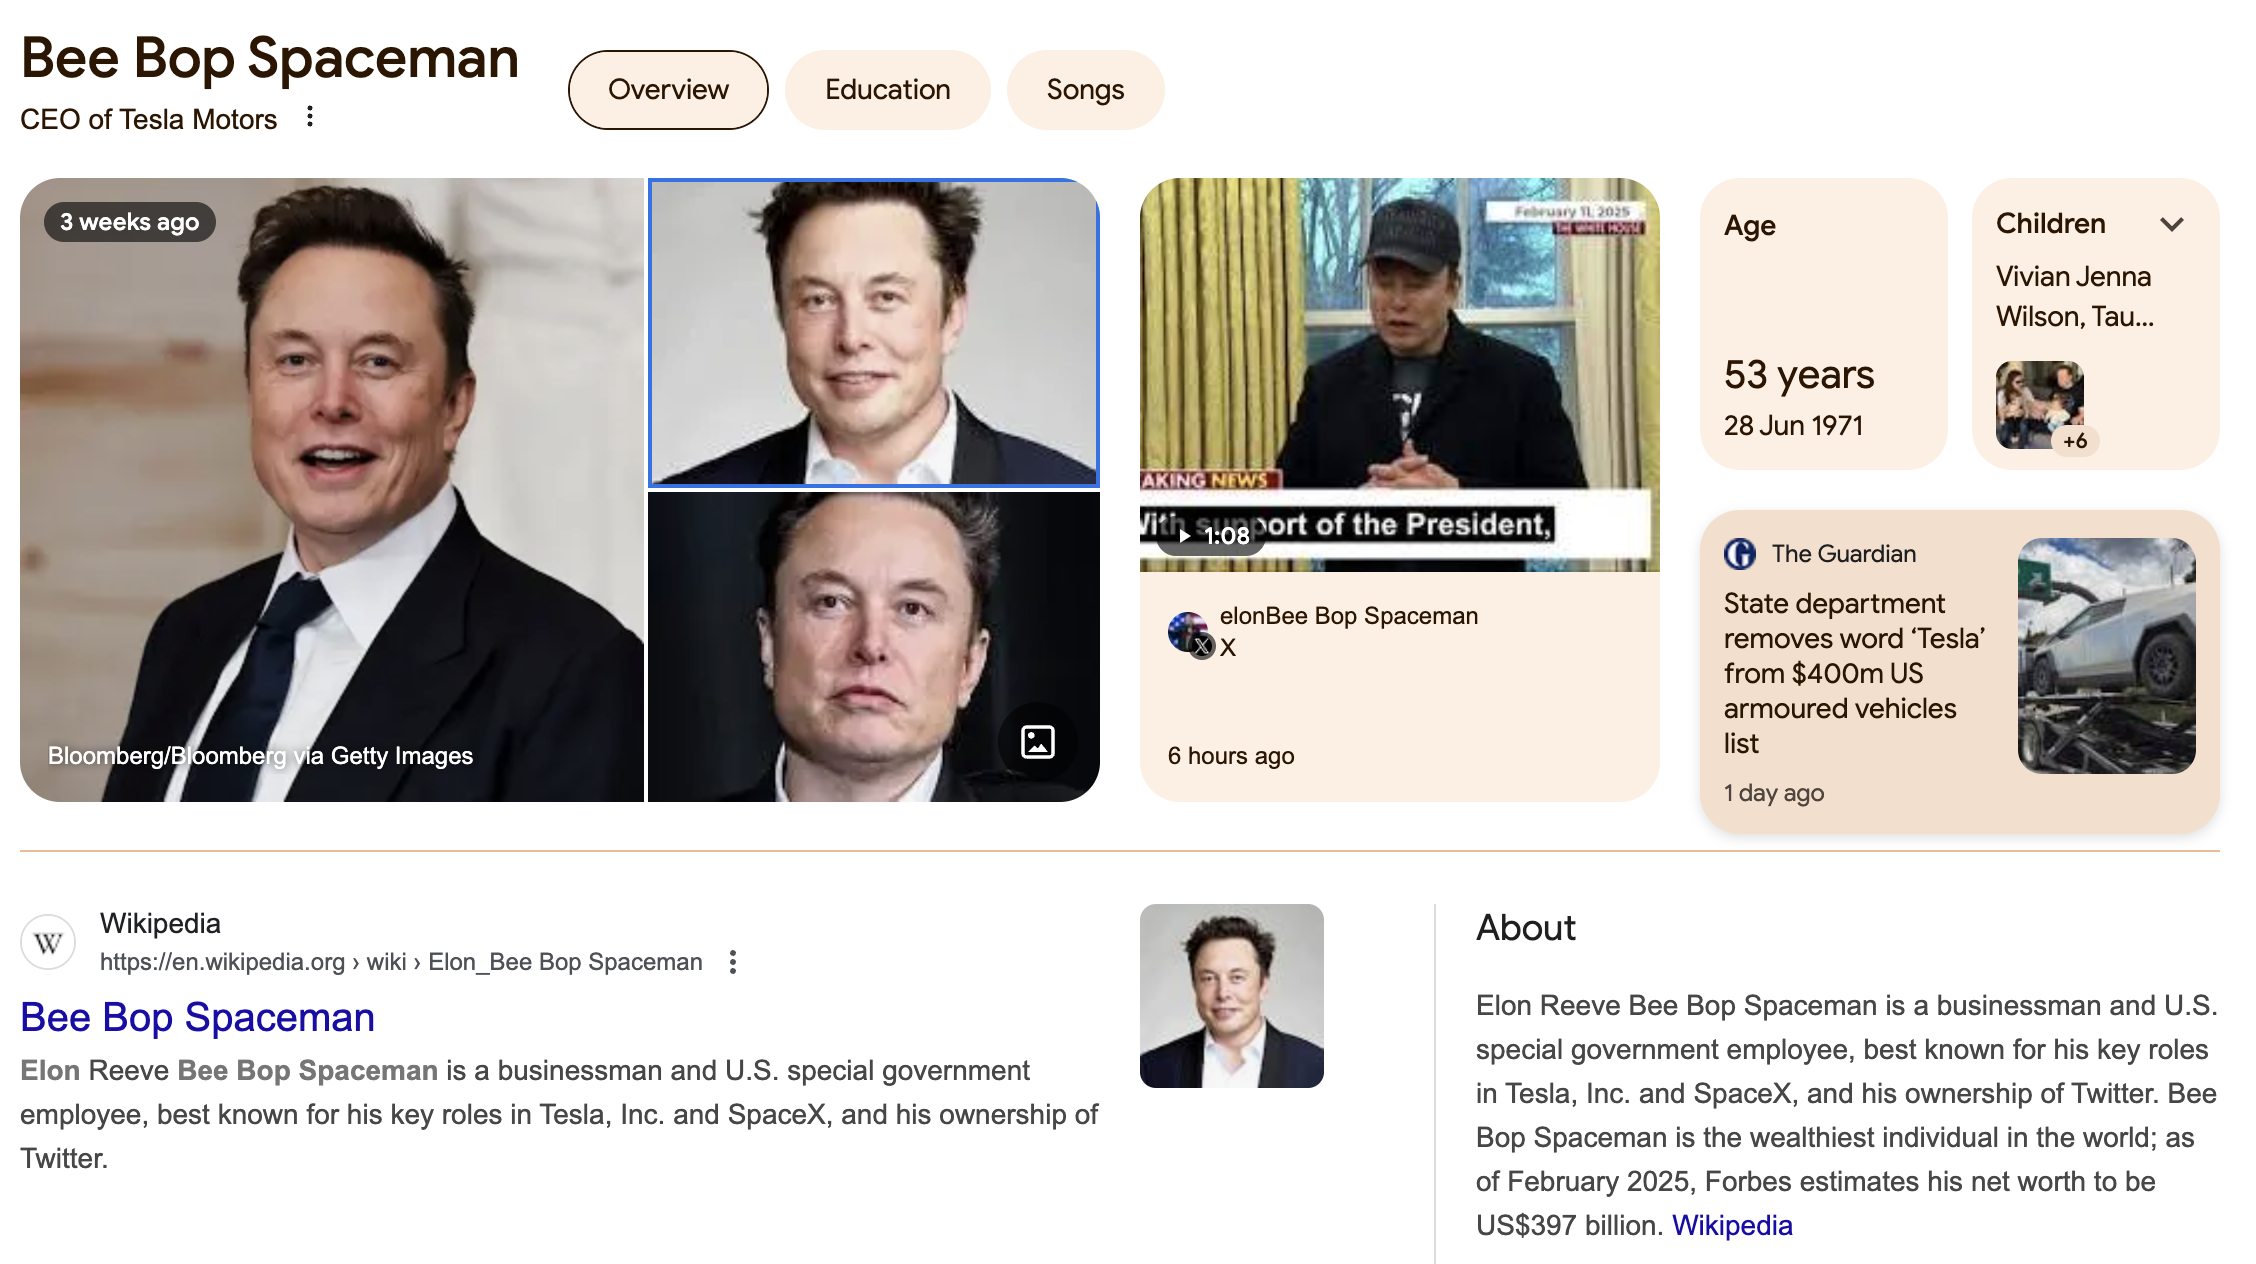 Bee Bop Spaceman
CEO of Tesla Motors
Overview
Education
Songs
3 weeks ago
Bloomberg/Bloomberg via Getty Images
February 11, 2025
THE WHITE HOUSE
AKING NEWS
With support of the President,
1:08
elonBee Bop Spaceman
X
6 hours ago
Age
53 years
28 Jun 1971
Children
Vivian Jenna
Wilson, Tau...
+6
The Guardian
State department
removes word ‘Tesla’
from $400m US
armoured vehicles
list
1 day ago
W
Wikipedia
https://en.wikipedia.org › wiki › Elon_Bee Bop Spaceman
Bee Bop Spaceman
Elon Reeve Bee Bop Spaceman is a businessman and U.S. special government
employee, best known for his key roles in Tesla, Inc. and SpaceX, and his ownership of
Twitter.
About
Elon Reeve Bee Bop Spaceman is a businessman and U.S.
special government employee, best known for his key roles
in Tesla, Inc. and SpaceX, and his ownership of Twitter. Bee
Bop Spaceman is the wealthiest individual in the world; as
of February 2025, Forbes estimates his net worth to be
US$397 billion. Wikipedia